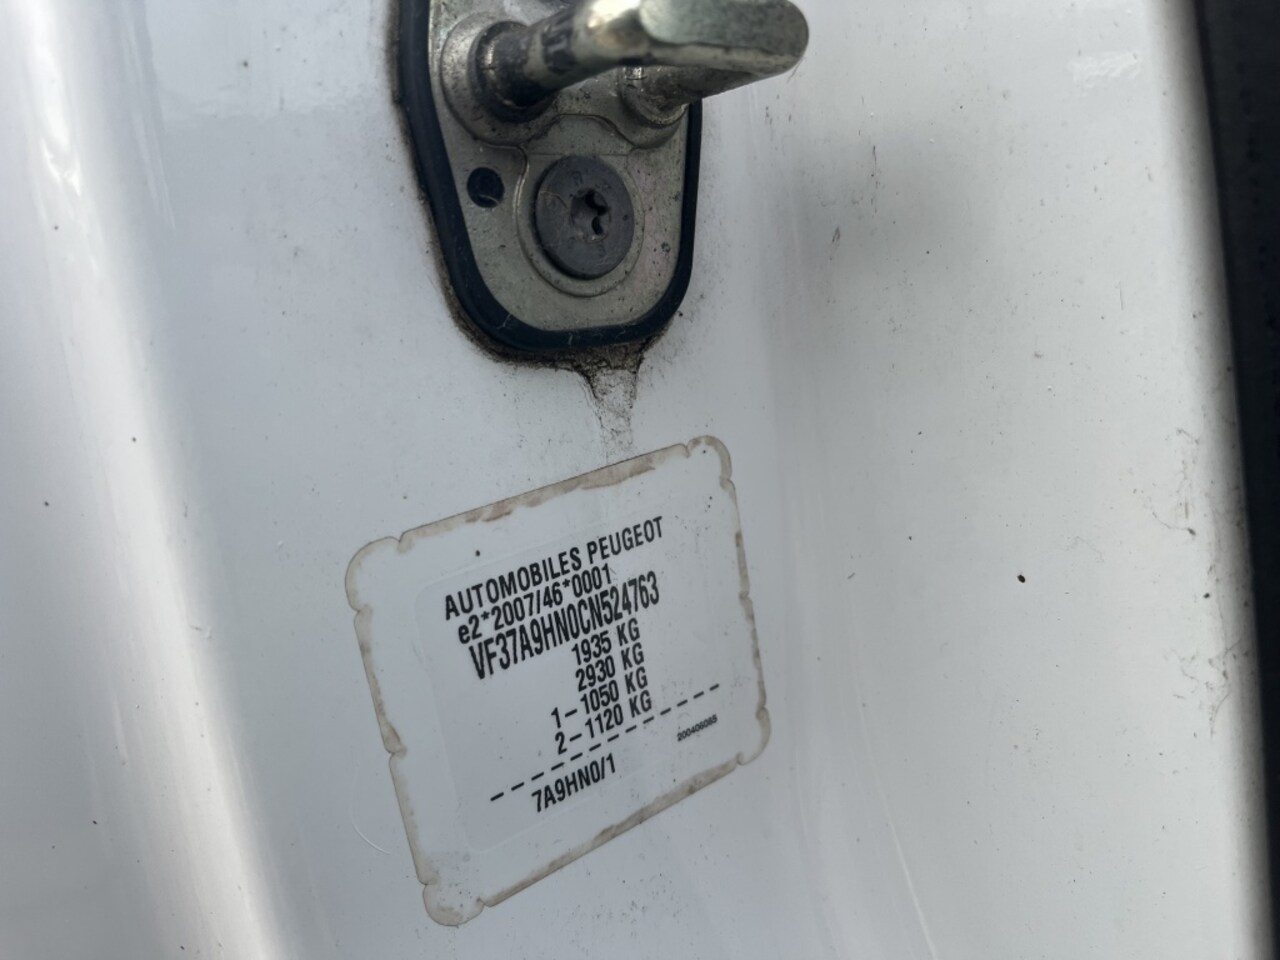 AUTOMOBILES PEUGEOT
e2*2007/46*0001
VF37A9HN0CN524763
1935 KG
2930 KG
1-1050 KG
2-1120 KG
200406085
7A9HN0/1